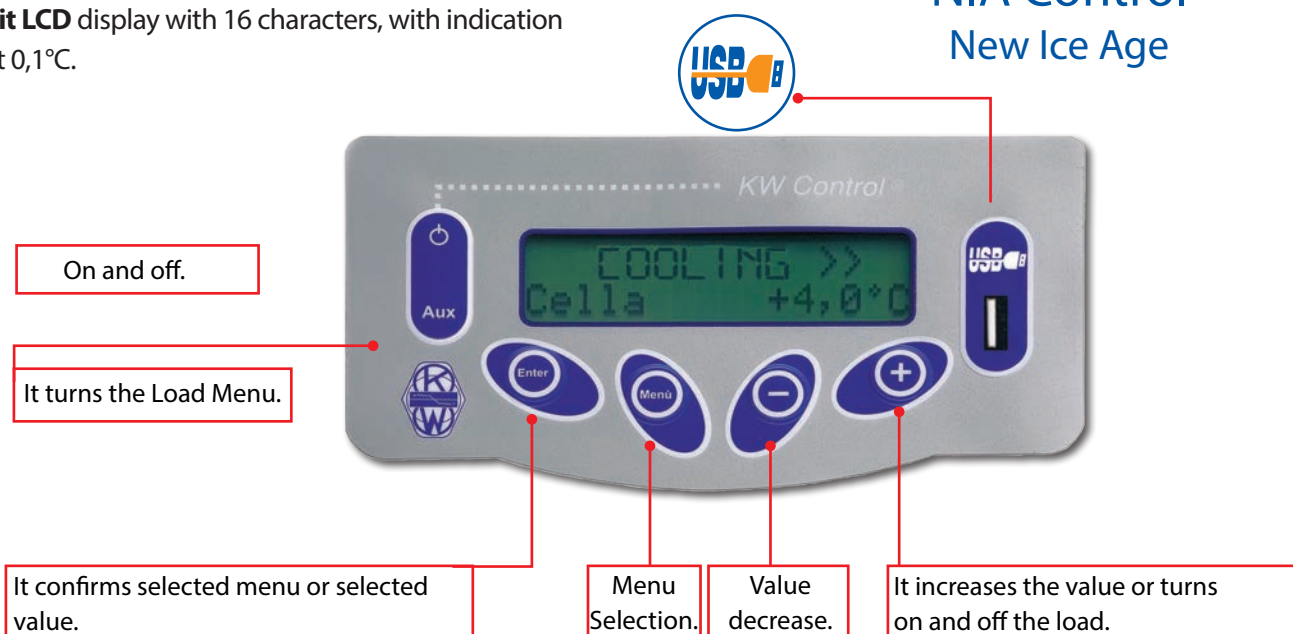 it LCD display with 16 characters, with indication
t 0,1°C.
N.I.A Control
New Ice Age
USB
KW Control®
Aux
USB
COOLING >>
Cella +4,0°C
Enter
Menù
−
+
KW
On and off.
It turns the Load Menu.
It confirms selected menu or selected
value.
Menu
Selection.
Value
decrease.
It increases the value or turns
on and off the load.